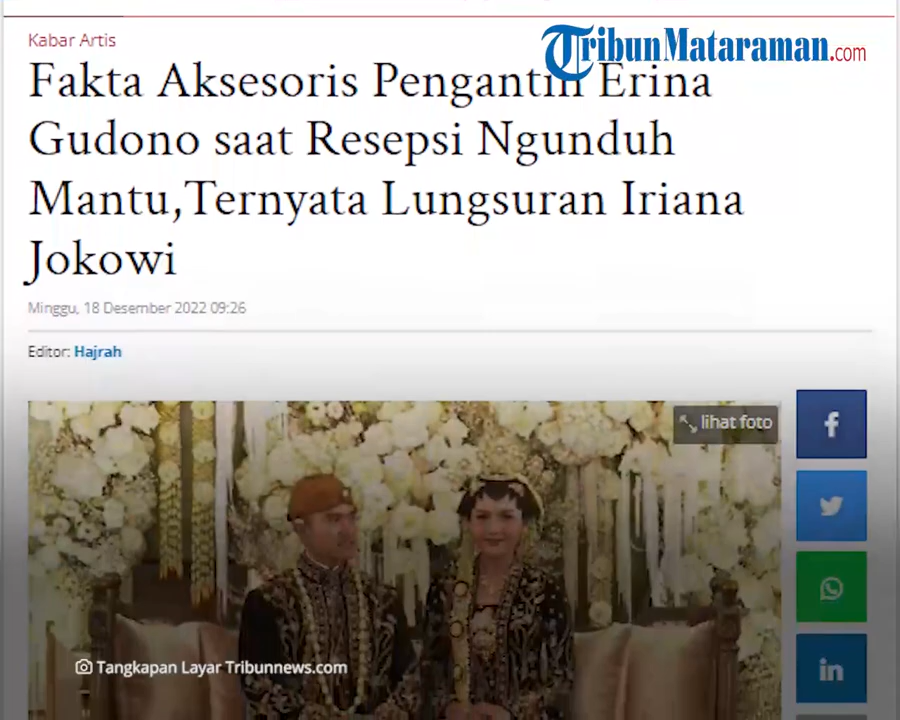 Kabar Artis
TribunMataraman.com
Fakta Aksesoris Pengantin Erina
Gudono saat Resepsi Ngunduh
Mantu,Ternyata Lungsuran Iriana
Jokowi
Minggu, 18 Desember 2022 09:26
Editor: Hajrah
lihat foto
Tangkapan Layar Tribunnews.com
f
in